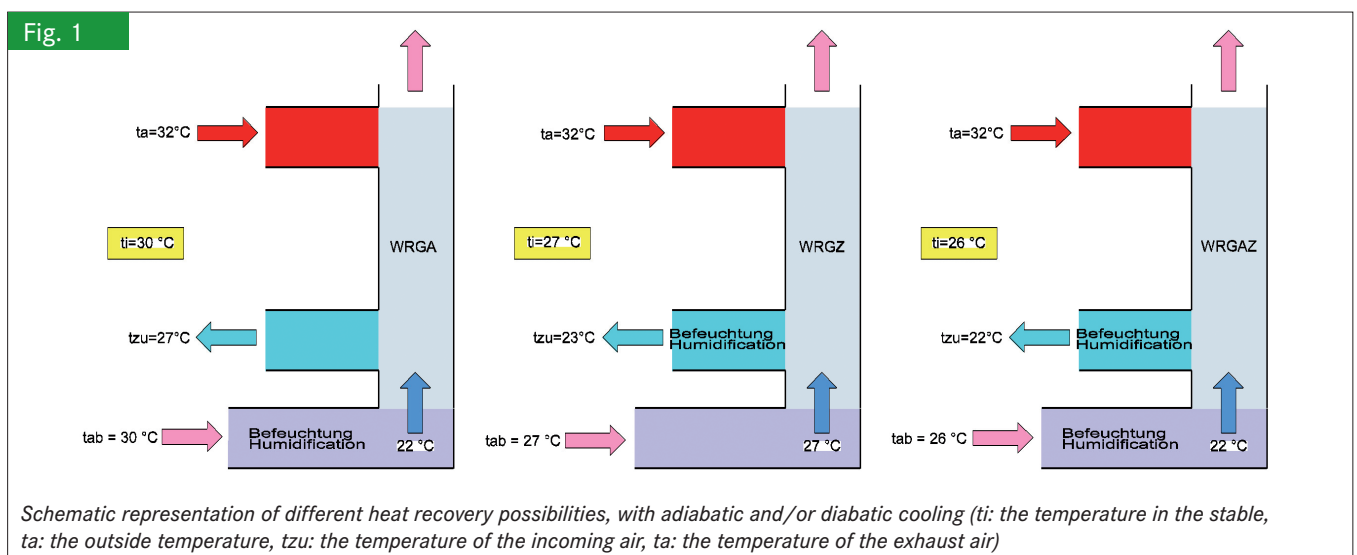 Fig. 1
ta=32°C
ti=30 °C
WRGA
tzu=27°C
tab = 30 °C
Befeuchtung
Humidification
22 °C
ta=32°C
ti=27 °C
WRGZ
tzu=23°C
Befeuchtung
Humidification
tab = 27 °C
27 °C
ta=32°C
ti=26 °C
WRGAZ
tzu=22°C
Befeuchtung
Humidification
tab = 26 °C
Befeuchtung
Humidification
22 °C
Schematic representation of different heat recovery possibilities, with adiabatic and/or diabatic cooling (ti: the temperature in the stable,
ta: the outside temperature, tzu: the temperature of the incoming air, ta: the temperature of the exhaust air)